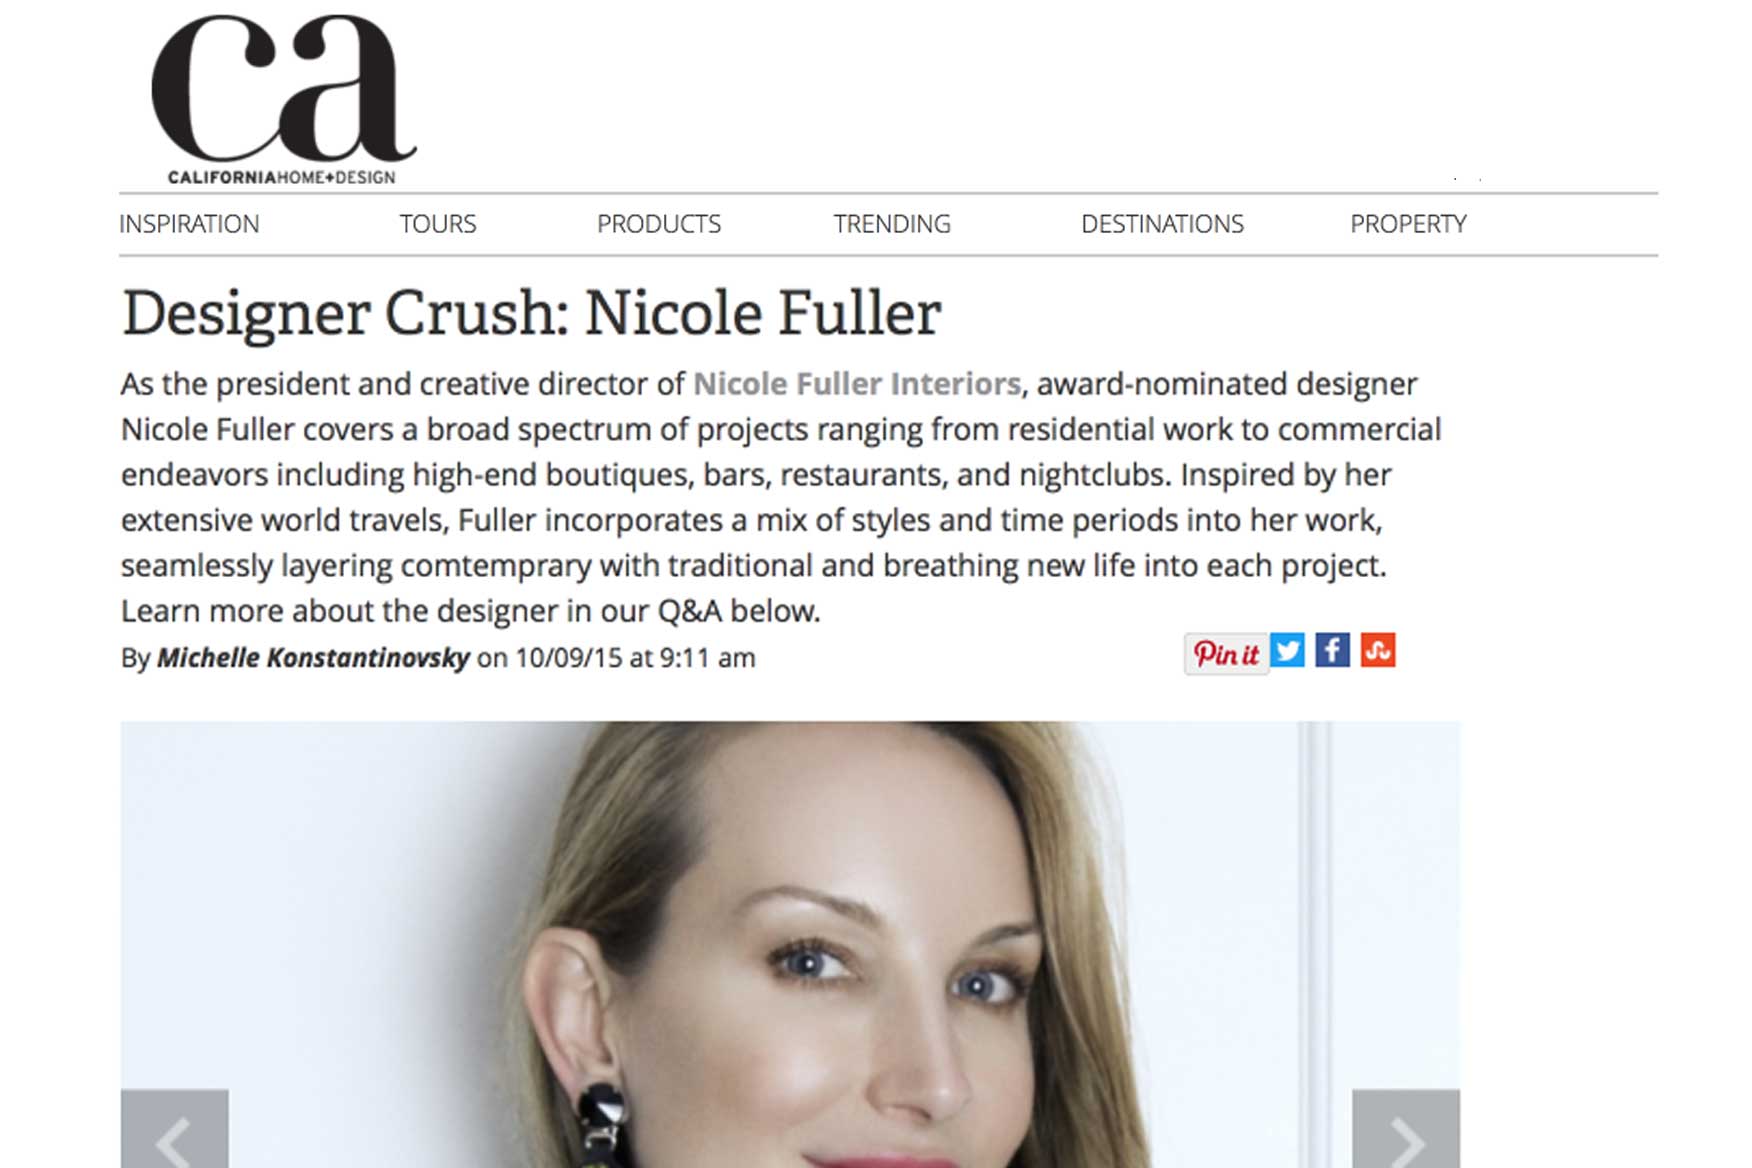 ca
CALIFORNIAHOME+DESIGN
INSPIRATION TOURS PRODUCTS TRENDING DESTINATIONS PROPERTY
Designer Crush: Nicole Fuller
As the president and creative director of Nicole Fuller Interiors, award-nominated designer
Nicole Fuller covers a broad spectrum of projects ranging from residential work to commercial
endeavors including high-end boutiques, bars, restaurants, and nightclubs. Inspired by her
extensive world travels, Fuller incorporates a mix of styles and time periods into her work,
seamlessly layering comtemprary with traditional and breathing new life into each project.
Learn more about the designer in our Q&A below.
By Michelle Konstantinovsky on 10/09/15 at 9:11 am
Pin it